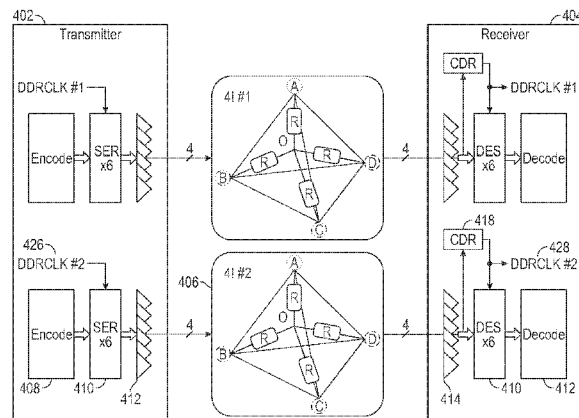 402
Transmitter
404
Receiver
4I #1
A
R
O
R
R
R
B
C
D
DDRCLK #1
Encode
SER
x6
4
4
CDR
DDRCLK #1
DES
x6
Decode
426
DDRCLK #2
Encode
SER
x6
408
410
412
4
406
4I #2
A
R
O
R
R
R
B
C
D
4
418
CDR
428
DDRCLK #2
DES
x6
Decode
414
410
412